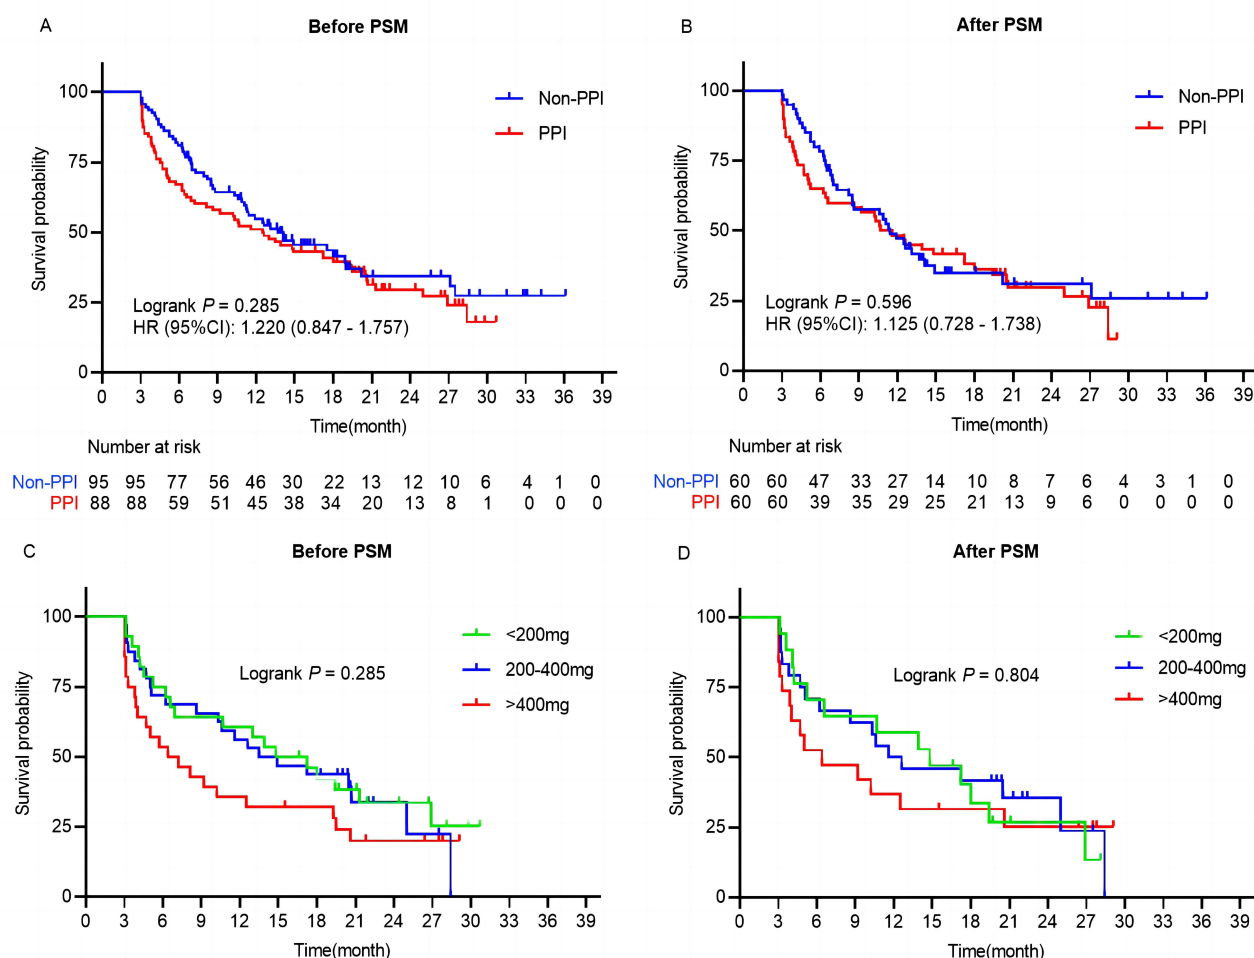 A
Before PSM
100
75
50
25
0
Survival probability
Non-PPI
PPI
Logrank P = 0.285
HR (95%CI): 1.220 (0.847 - 1.757)
0 3 6 9 12 15 18 21 24 27 30 33 36 39
Time(month)
Number at risk
Non-PPI 95 95 77 56 46 30 22 13 12 10 6 4 1 0
PPI 88 88 59 51 45 38 34 20 13 8 1 0 0 0
B
After PSM
100
75
50
25
0
Survival probability
Non-PPI
PPI
Logrank P = 0.596
HR (95%CI): 1.125 (0.728 - 1.738)
0 3 6 9 12 15 18 21 24 27 30 33 36 39
Time(month)
Number at risk
Non-PPI 60 60 47 33 27 14 10 8 7 6 4 3 1 0
PPI 60 60 39 35 29 25 21 13 9 6 0 0 0 0
C
Before PSM
100
75
50
25
0
Survival probability
<200mg
200-400mg
>400mg
Logrank P = 0.285
0 3 6 9 12 15 18 21 24 27 30 33 36 39
Time(month)
D
After PSM
100
75
50
25
0
Survival probability
<200mg
200-400mg
>400mg
Logrank P = 0.804
0 3 6 9 12 15 18 21 24 27 30 33 36 39
Time(month)